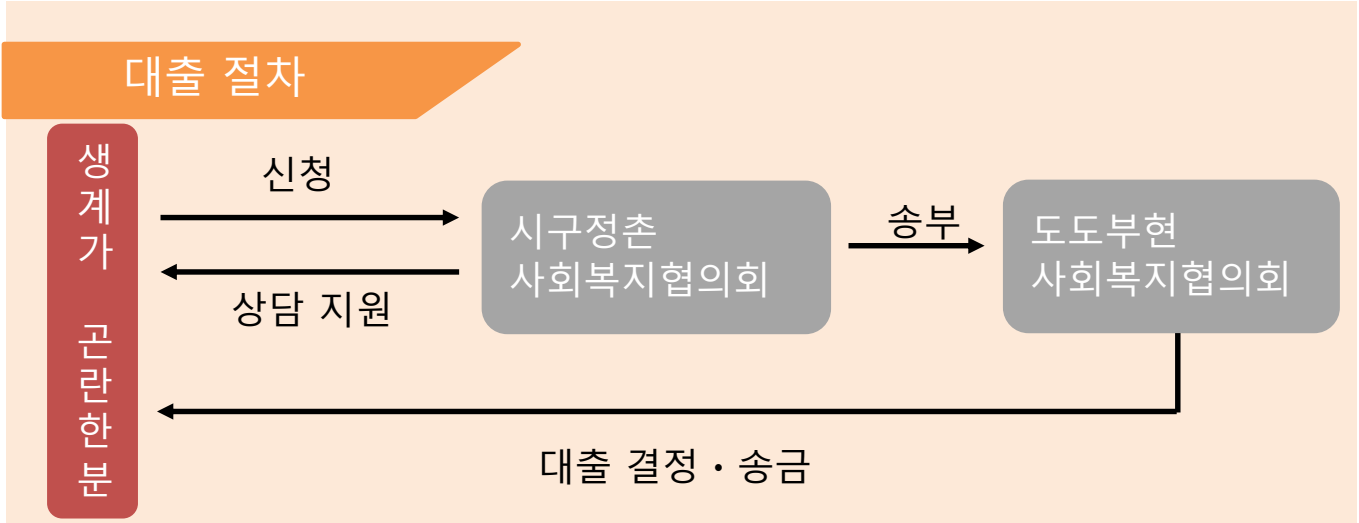 대출 절차
생계가 곤란한분
신청
상담 지원
시구정촌
사회복지협의회
송부
도도부현
사회복지협의회
대출 결정・송금